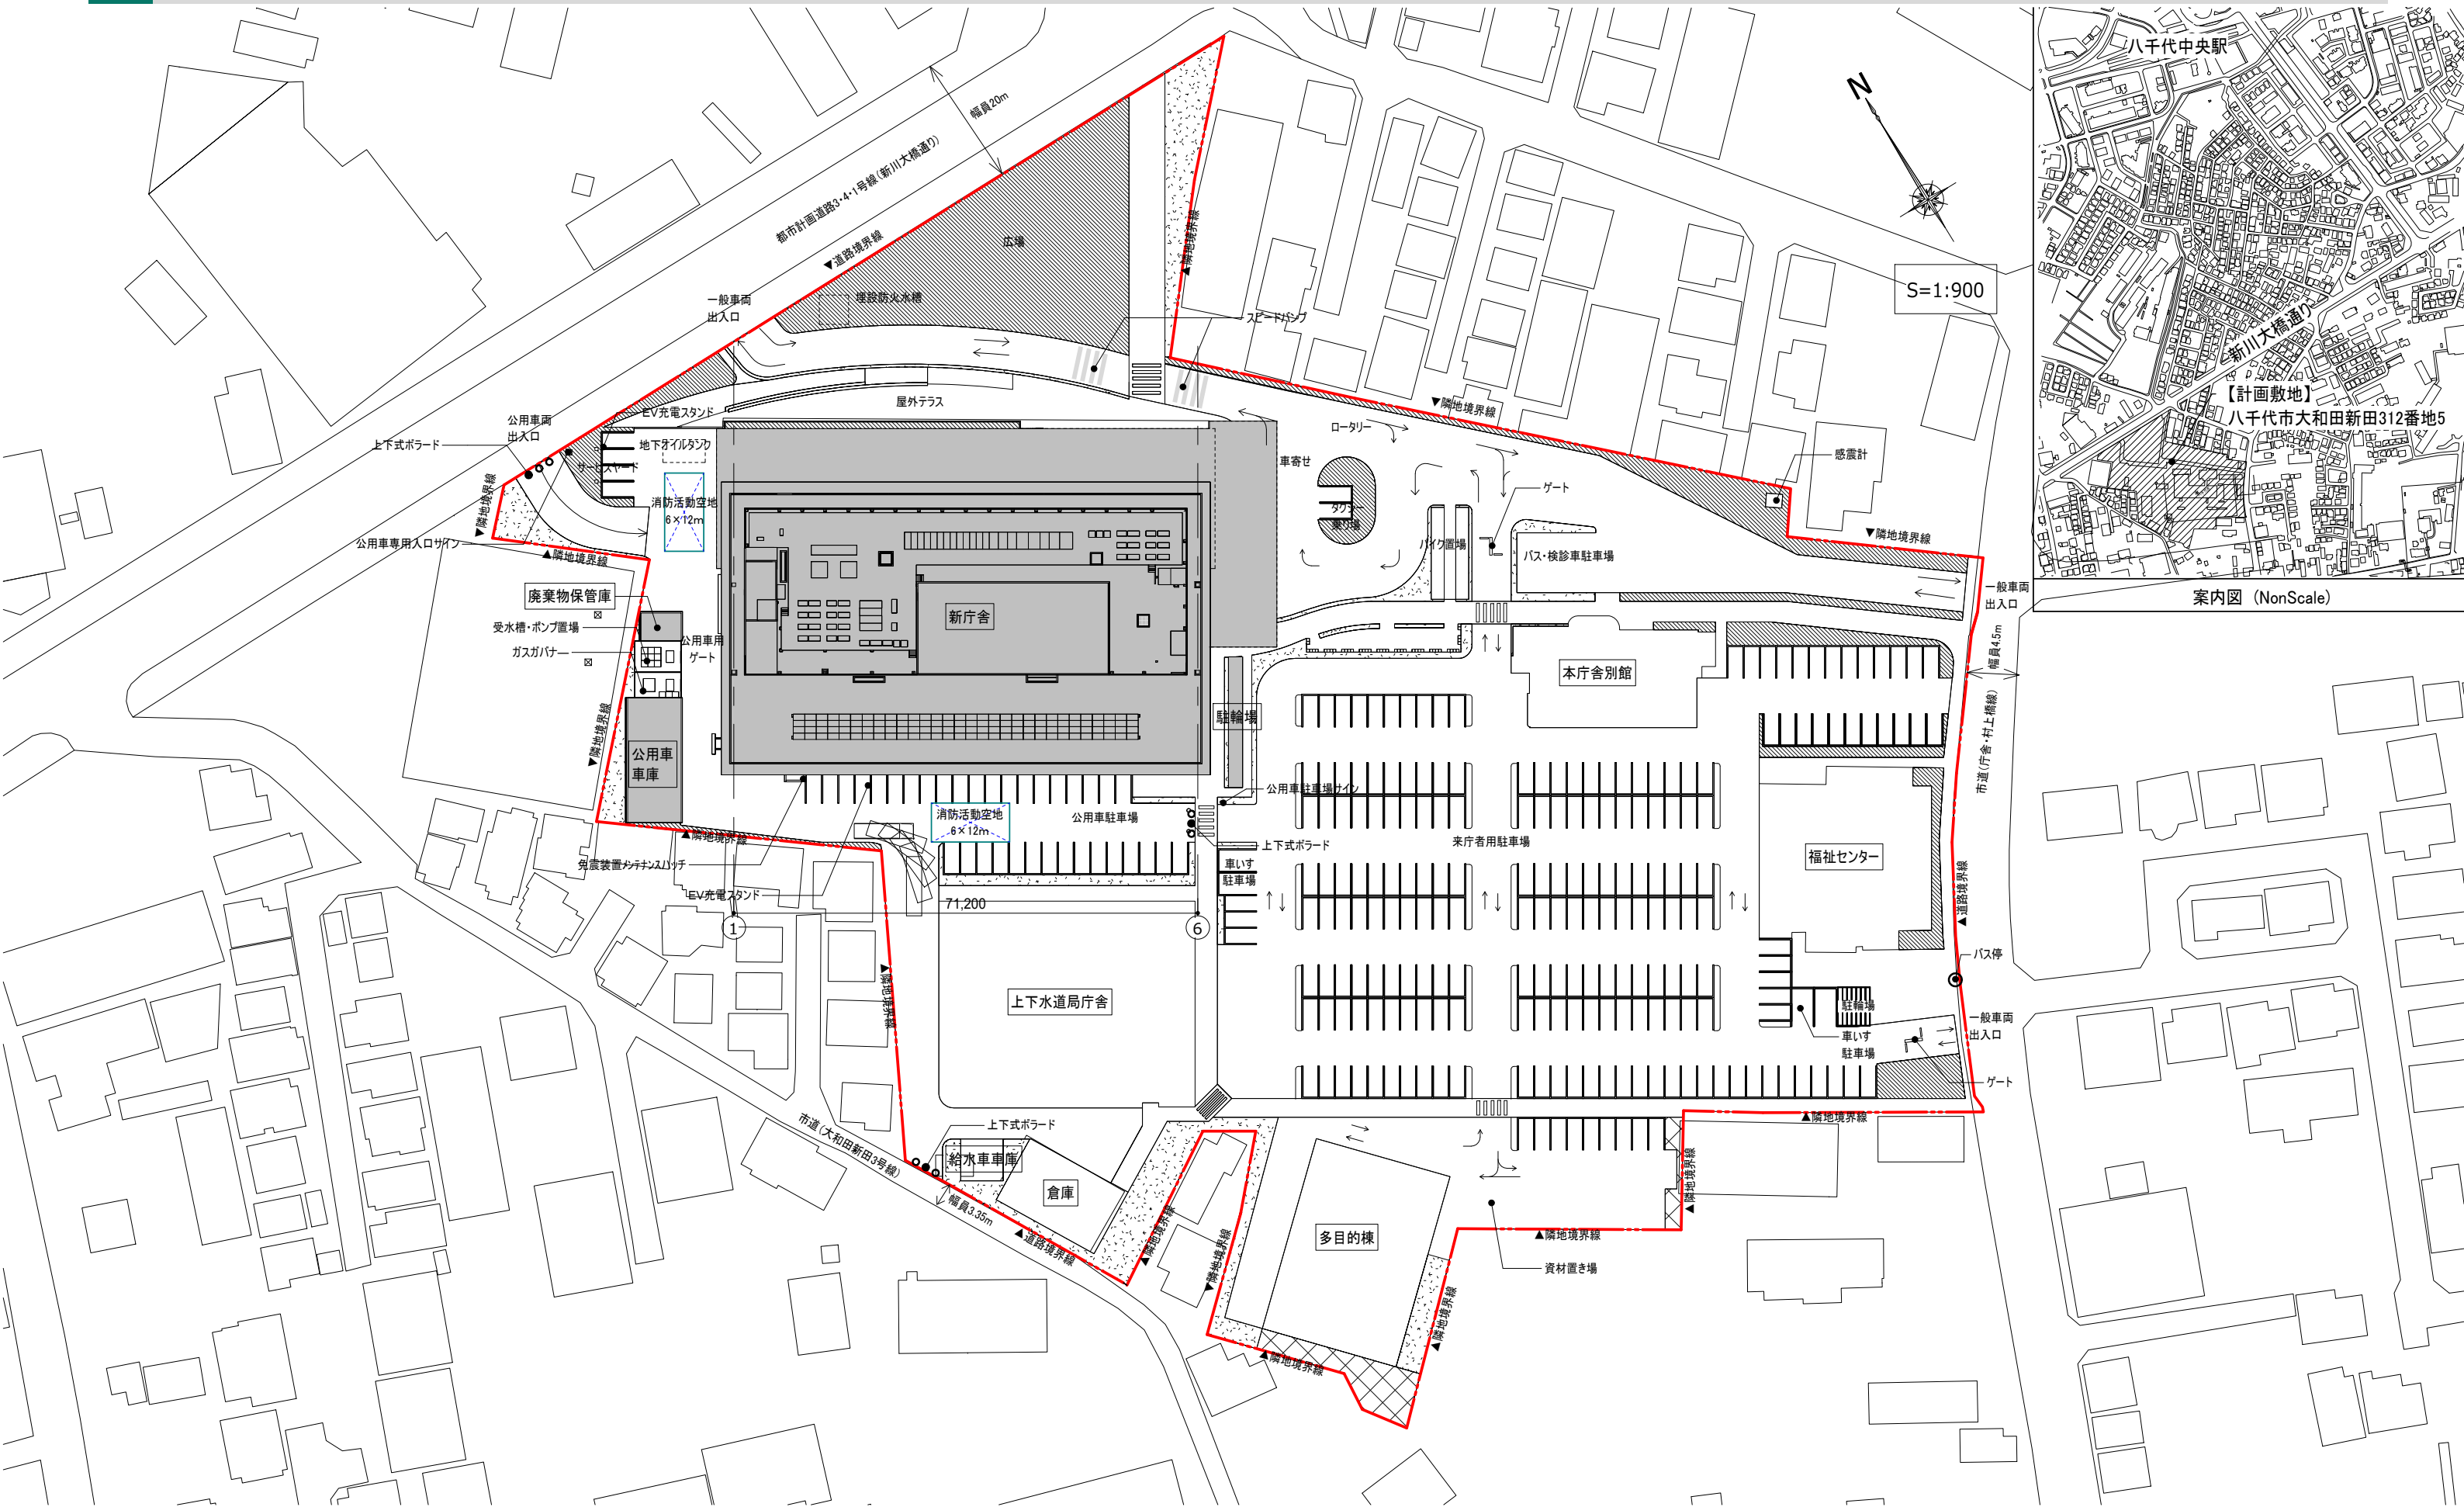 八千代中央駅
新川大橋通り
【計画敷地】
八千代市大和田新田312番地5
案内図 (NonScale)
N
S=1:900
幅員20m
都市計画道路3・4・1号線(新川大橋通り)
▼道路境界線
広場
▲隣地境界線
一般車両
出入口
埋設防火水槽
スピードバンプ
屋外テラス
▼隣地境界線
ロータリー
EV充電スタンド
公用車両
出入口
上下式ボラード
地下オイルタンク
サービスヤード
車寄せ
感震計
ゲート
消防活動空地
6×12m
タクシー
乗り場
▼隣地境界線
公用車専用入口サイン
▲隣地境界線
バイク置場
バス・検診車駐車場
▼隣地境界線
一般車両
出入口
廃棄物保管庫
受水槽・ポンプ置場
ガスガバナー
公用車用
ゲート
新庁舎
本庁舎別館
幅員4.5m
市道(庁舎・村上橋線)
駐輪場
▼隣地境界線
公用車
車庫
公用車駐車場サイン
消防活動空地
6×12m
公用車駐車場
▲隣地境界線
上下式ボラード
来庁者用駐車場
福祉センター
免震装置メンテナンスハッチ
車いす
駐車場
EV充電スタンド
71,200
1
6
▲道路境界線
バス停
▼隣地境界線
上下水道局庁舎
駐輪場
一般車両
出入口
車いす
駐車場
ゲート
▲隣地境界線
上下式ボラード
市道(大和田新田3号線)
給水車車庫
倉庫
幅員3.35m
▲道路境界線
▲隣地境界線
▼隣地境界線
多目的棟
▲隣地境界線
▲隣地境界線
資材置き場
▲隣地境界線
▲隣地境界線